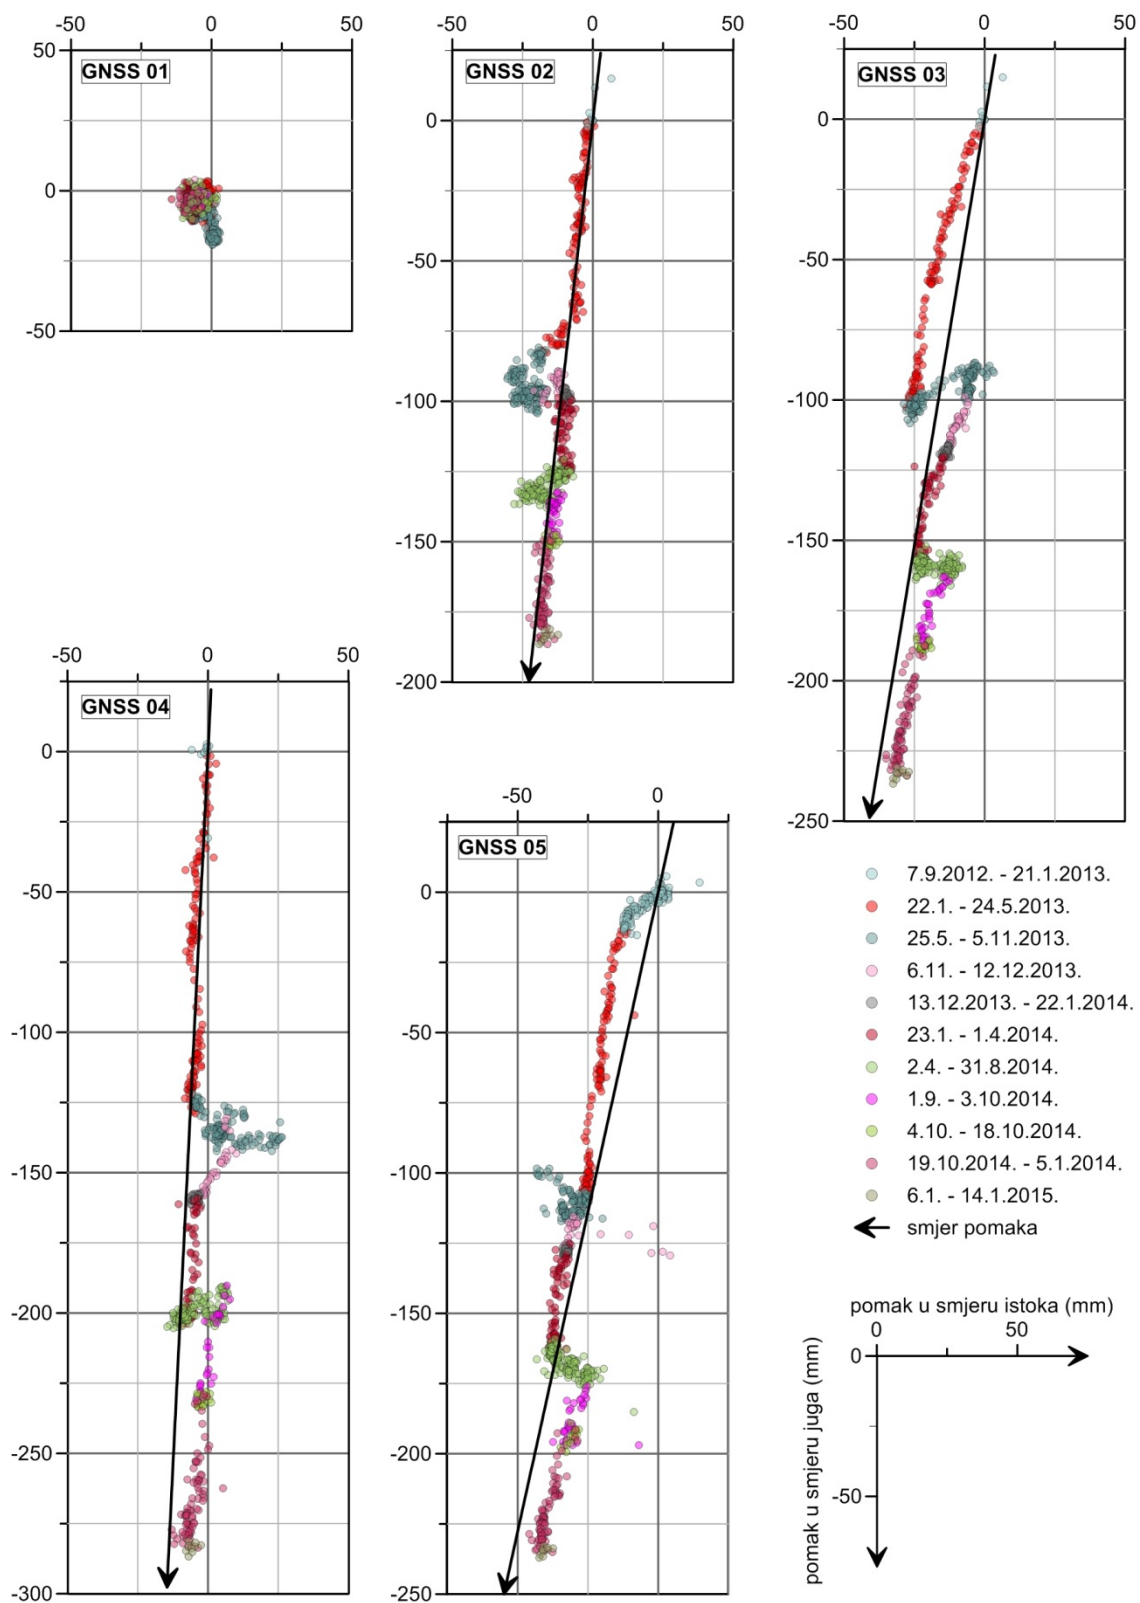 -50 0 50
50
GNSS 01
0
-50
-50 0 50
GNSS 02
0
-50
-100
-150
-200
-50 0 50
GNSS 03
0
-50
-100
-150
-200
-250
-50 0 50
GNSS 04
0
-50
-100
-150
-200
-250
-300
-50 0
GNSS 05
0
-50
-100
-150
-200
-250
7.9.2012. - 21.1.2013.
22.1. - 24.5.2013.
25.5. - 5.11.2013.
6.11. - 12.12.2013.
13.12.2013. - 22.1.2014.
23.1. - 1.4.2014.
2.4. - 31.8.2014.
1.9. - 3.10.2014.
4.10. - 18.10.2014.
19.10.2014. - 5.1.2014.
6.1. - 14.1.2015.
smjer pomaka
pomak u smjeru istoka (mm)
0 50
0
-50
pomak u smjeru juga (mm)